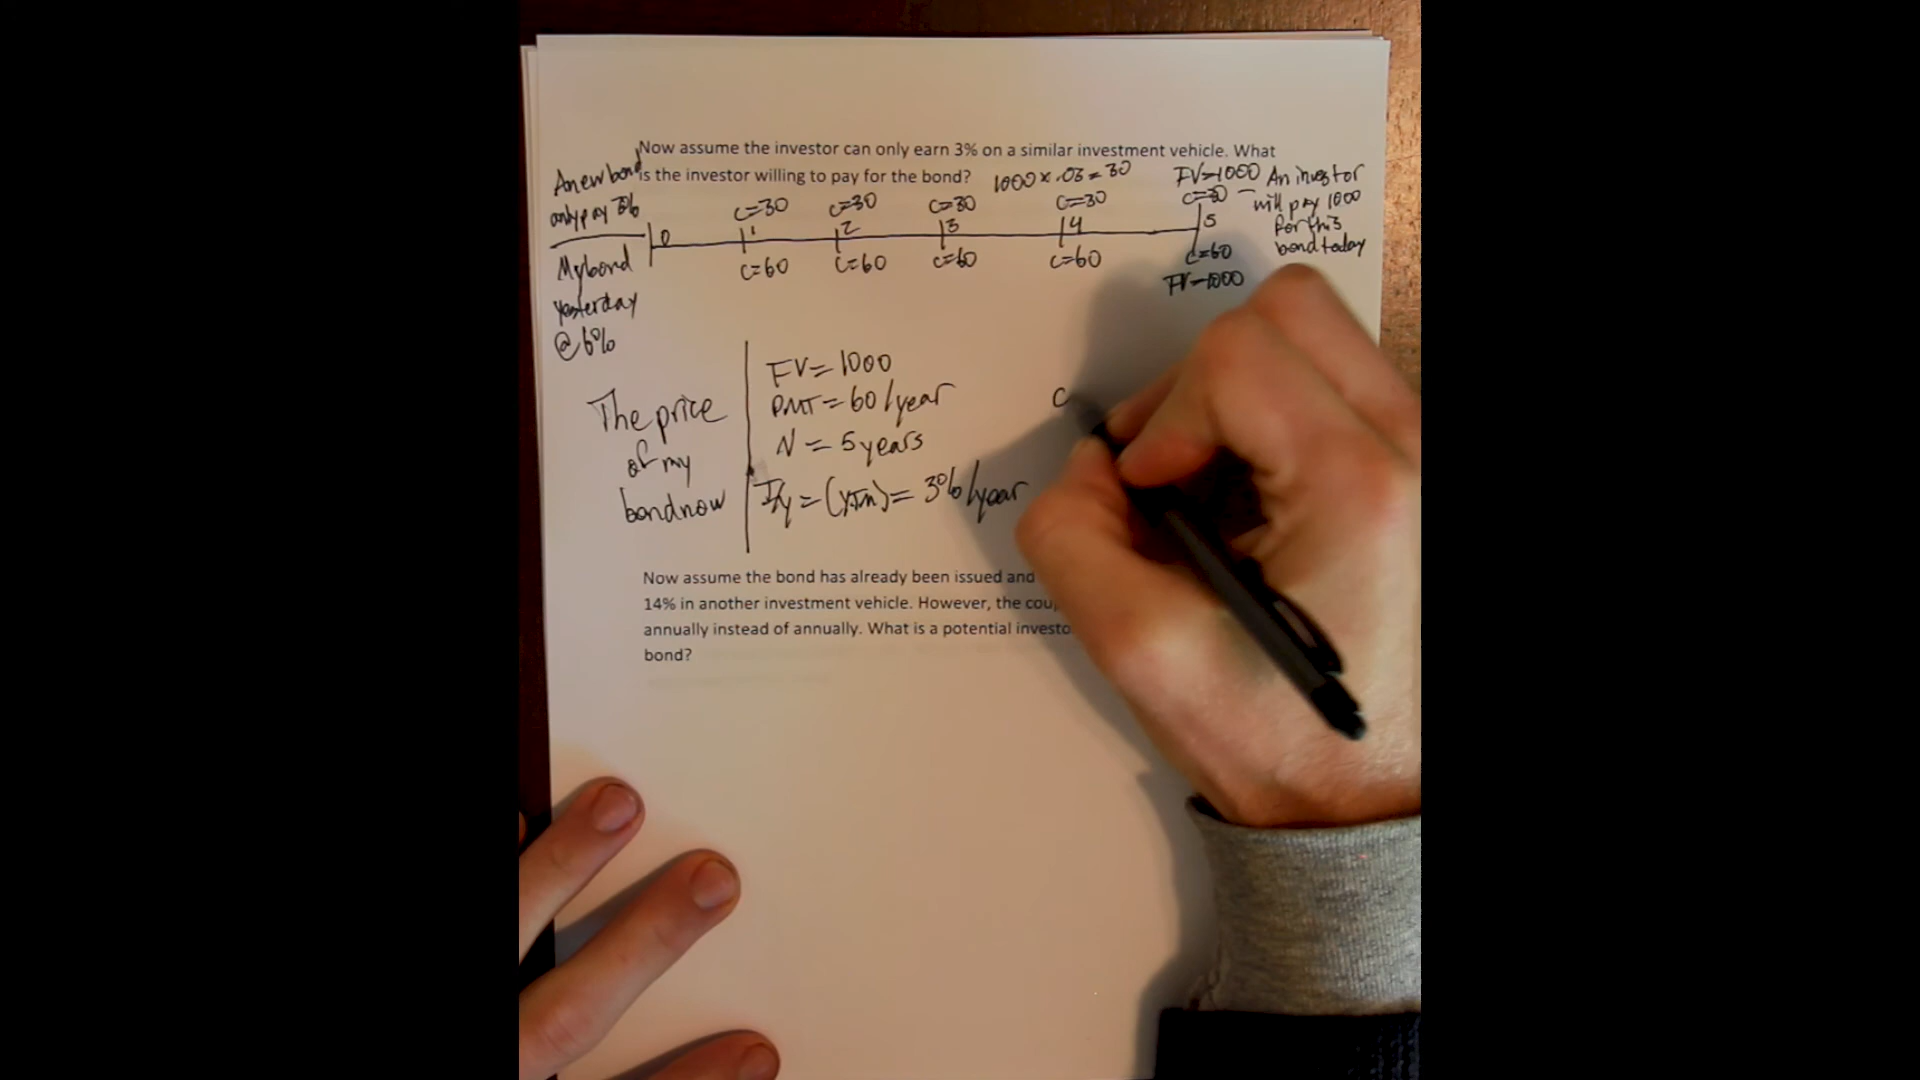 Now assume the investor can only earn 3% on a similar investment vehicle. What
is the investor willing to pay for the bond? 1000 x .03 = 30
A new bond
only pay 3%
My bond
yesterday
@ 6%
C=30 C=30 C=30 C=30 C=30
FV=1000
0 1 2 3 4 5
C=60 C=60 C=60 C=60 C=60
FV=1000
An investor
will pay 1000
for this
bond today
The price
of my
bond now
FV = 1000
PMT = 60/year
N = 5 years
I/y = (YTM) = 3%/year
C
Now assume the bond has already been issued and
14% in another investment vehicle. However, the cou
annually instead of annually. What is a potential investo
bond?